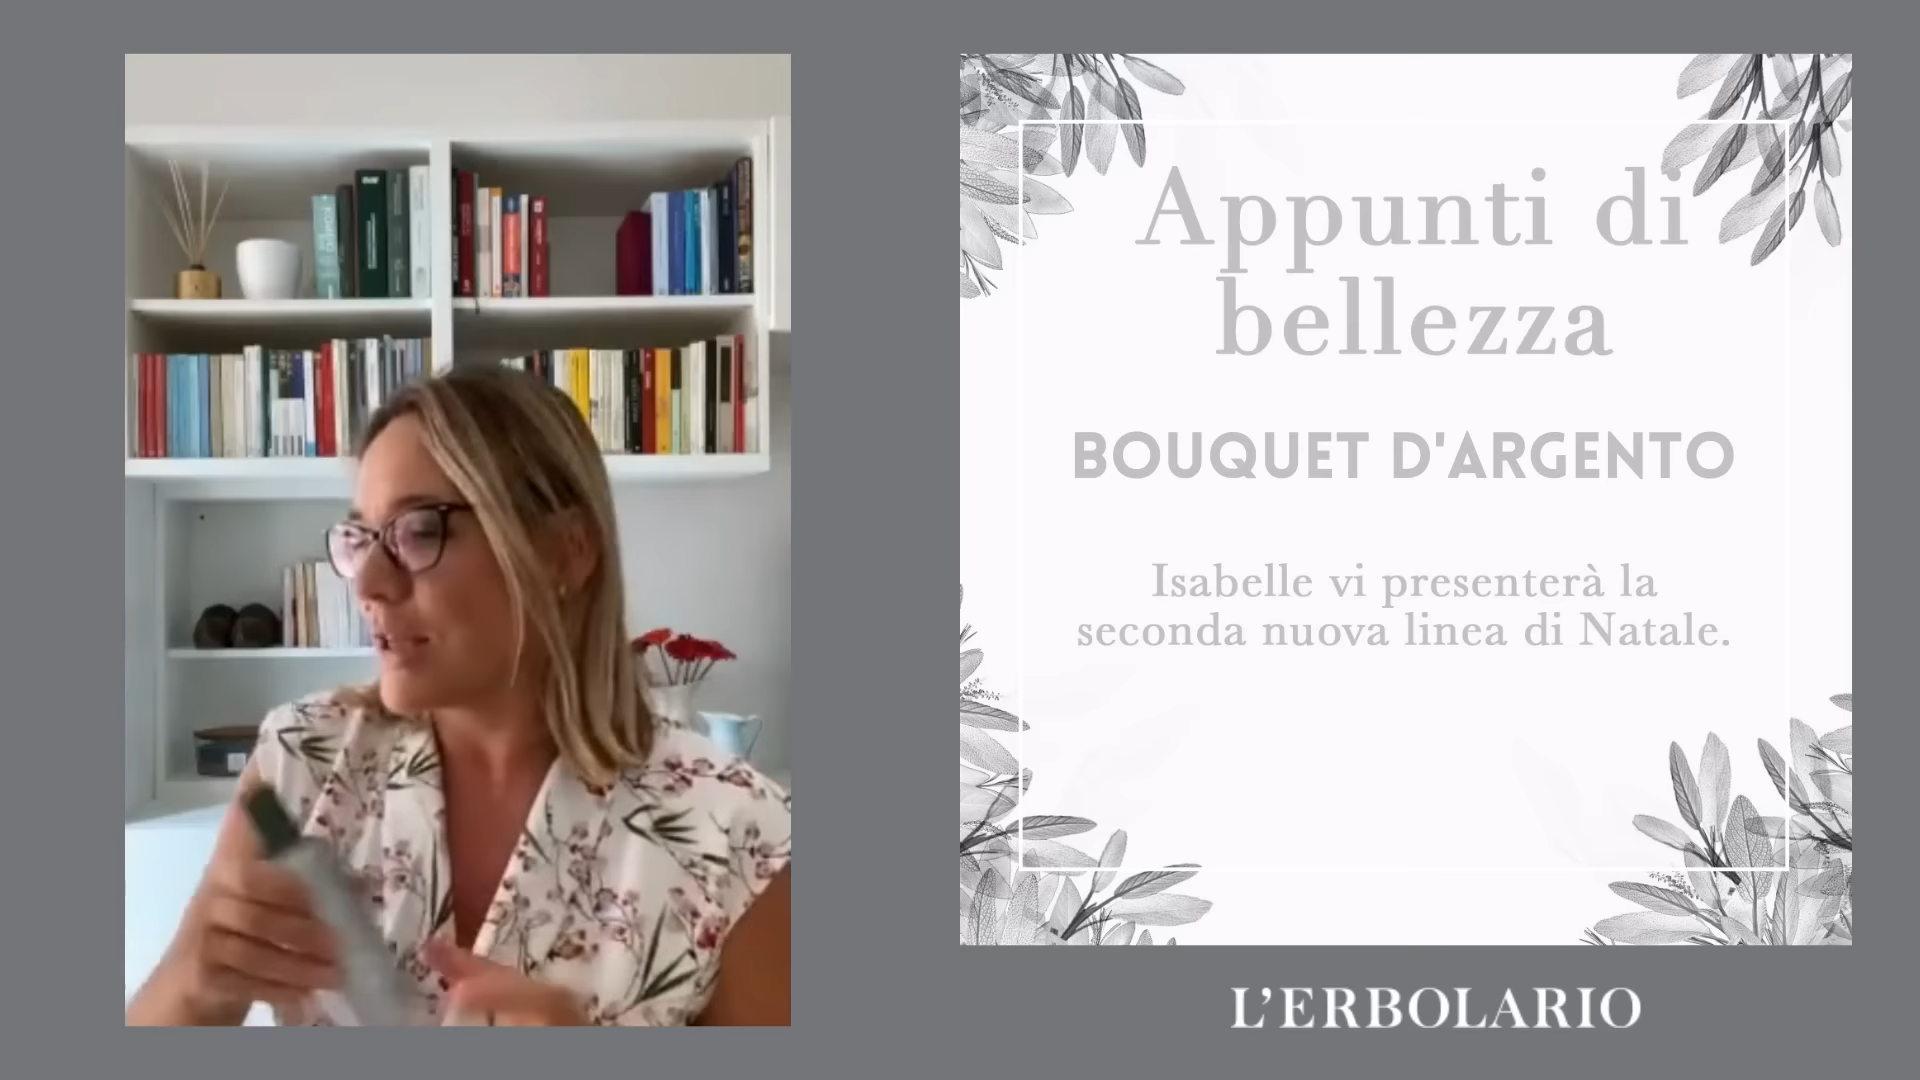 Appunti di
bellezza
BOUQUET D'ARGENTO
Isabelle vi presenterà la
seconda nuova linea di Natale.
L'ERBOLARIO